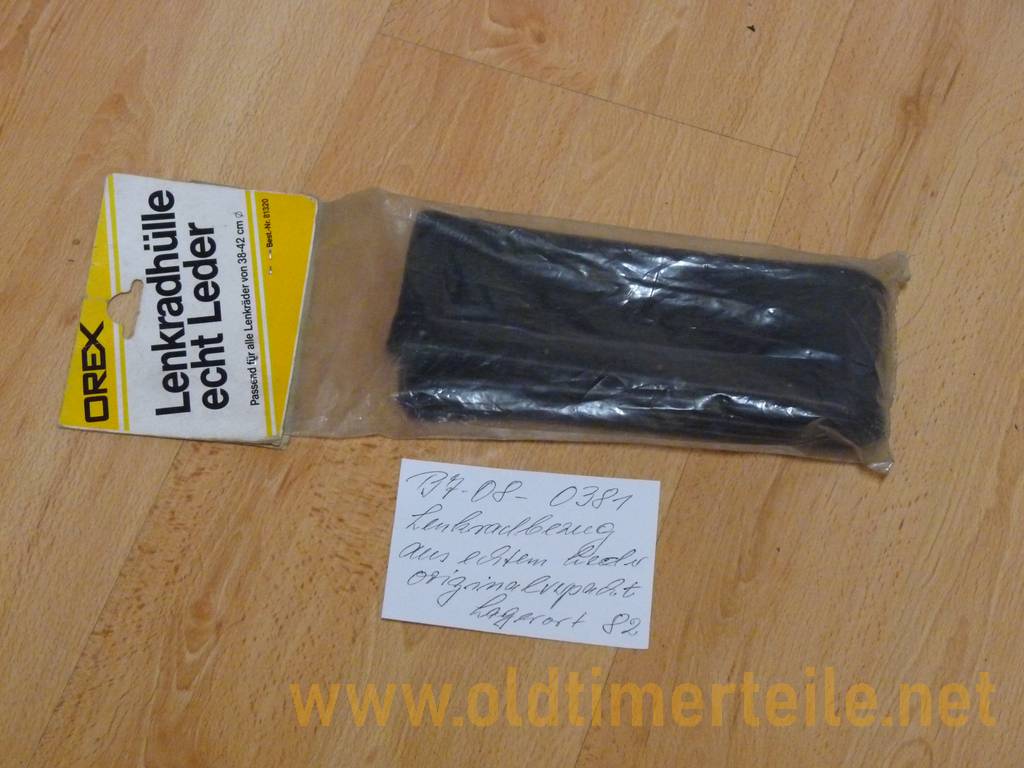 OREX
Lenkradhülle
echt Leder
Passend für alle Lenkräder von 38-42 cm Ø
Best.-Nr. 81320
B7-08-0381
Lenkradbezug
aus echtem Leder
originalverpackt
Lagerort 82
www.oldtimerteile.net